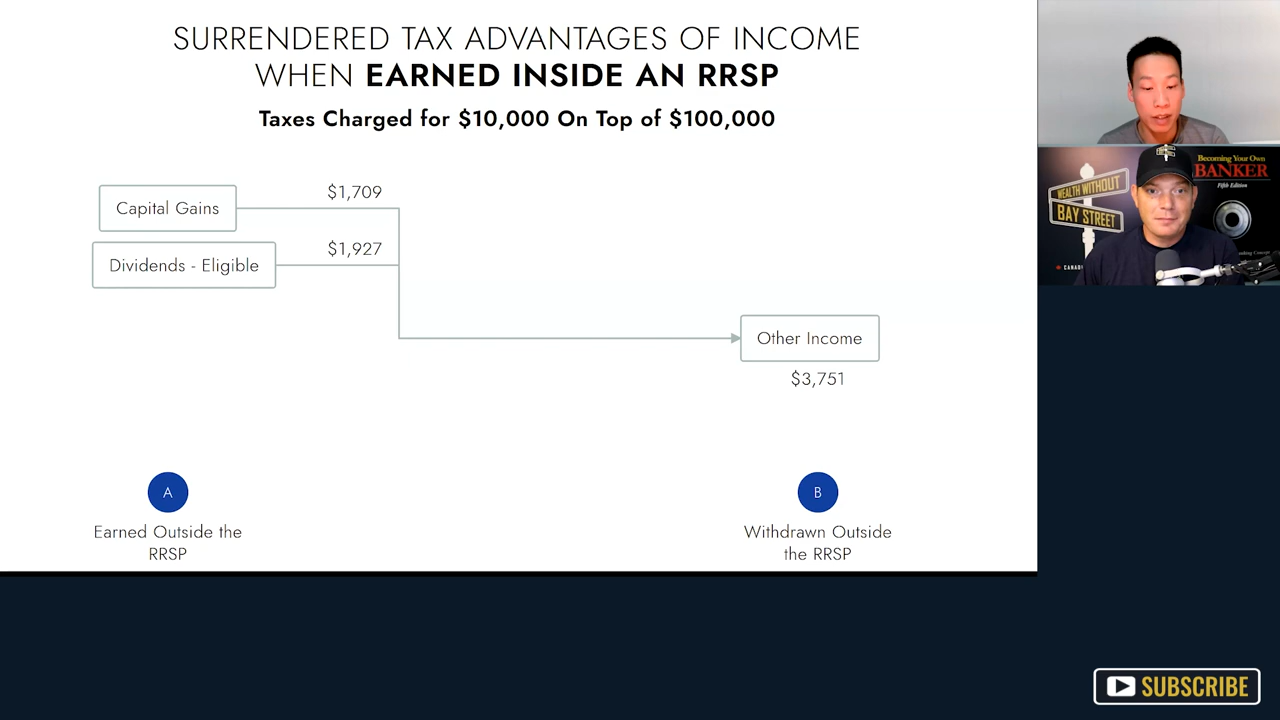 SURRENDERED TAX ADVANTAGES OF INCOME
WHEN EARNED INSIDE AN RRSP
Taxes Charged for $10,000 On Top of $100,000
Capital Gains
$1,709
Dividends - Eligible
$1,927
Other Income
$3,751
A
Earned Outside the
RRSP
B
Withdrawn Outside
the RRSP
WEALTH WITHOUT
BAY STREET
Becoming Your Own
BANKER
Fifth Edition
SUBSCRIBE